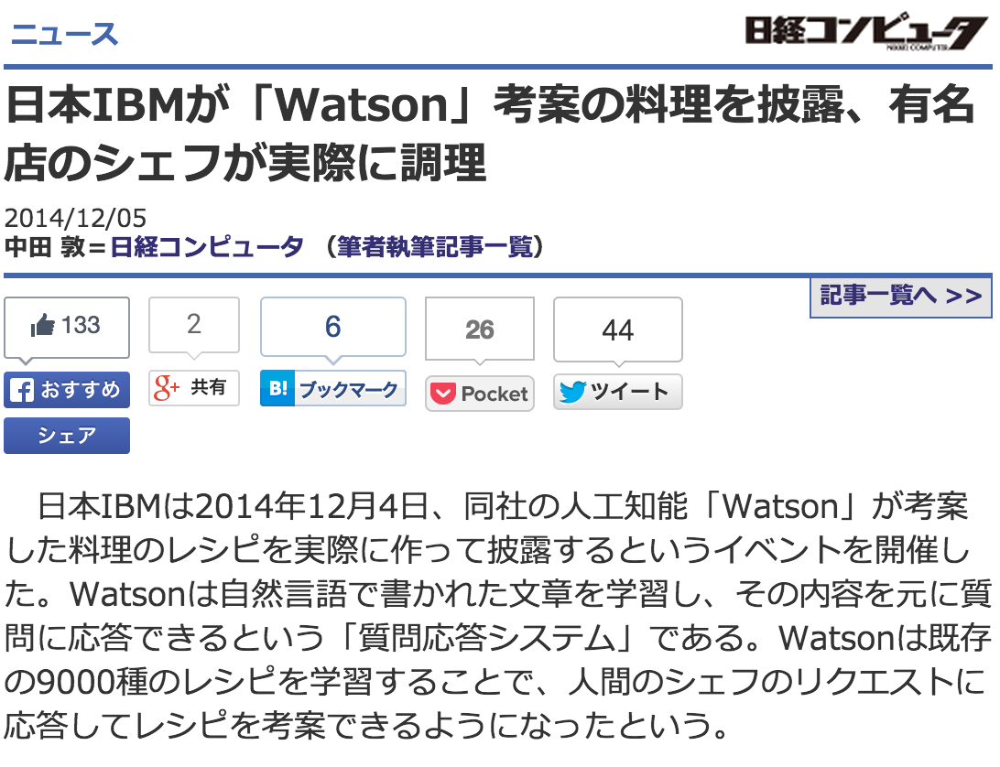 ニュース
日経コンピュータ
NIKKEI COMPUTER
日本IBMが「Watson」考案の料理を披露、有名
店のシェフが実際に調理
2014/12/05
中田 敦＝日経コンピュータ （筆者執筆記事一覧）
記事一覧へ >>
133
2
6
26
44
おすすめ
共有
B! ブックマーク
Pocket
ツイート
シェア
日本IBMは2014年12月4日、同社の人工知能「Watson」が考案
した料理のレシピを実際に作って披露するというイベントを開催し
た。Watsonは自然言語で書かれた文章を学習し、その内容を元に質
問に応答できるという「質問応答システム」である。Watsonは既存
の9000種のレシピを学習することで、人間のシェフのリクエストに
応答してレシピを考案できるようになったという。